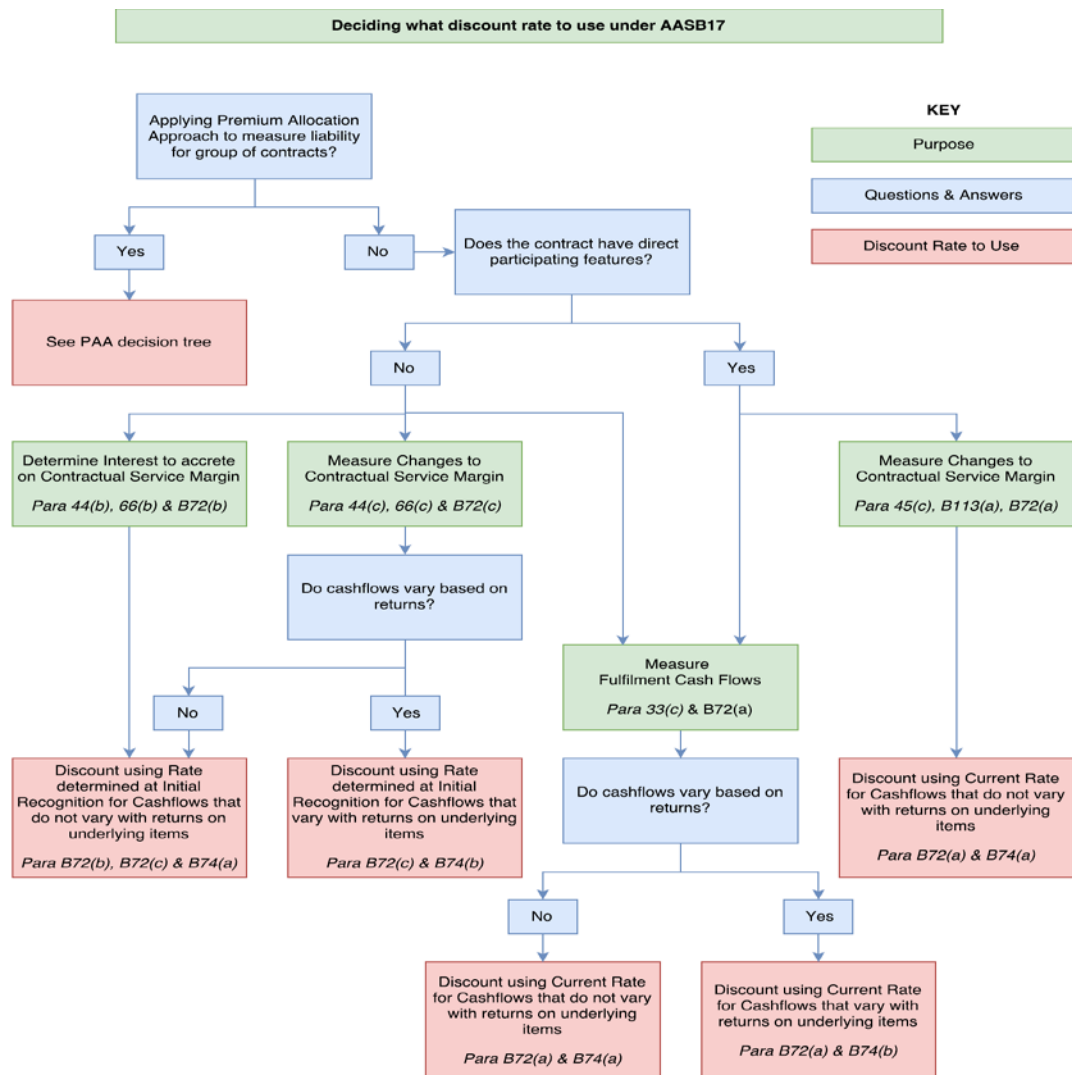 Deciding what discount rate to use under AASB17
Applying Premium Allocation
Approach to measure liability
for group of contracts?
KEY
Purpose
Questions & Answers
Discount Rate to Use
Yes
No
Does the contract have direct
participating features?
See PAA decision tree
No
Yes
Determine Interest to accrete
on Contractual Service Margin
Para 44(b), 66(b) & B72(b)
Measure Changes to
Contractual Service Margin
Para 44(c), 66(c) & B72(c)
Measure Changes to
Contractual Service Margin
Para 45(c), B113(a), B72(a)
Do cashflows vary based on
returns?
Measure
Fulfilment Cash Flows
Para 33(c) & B72(a)
No
Yes
Discount using Rate
determined at Initial
Recognition for Cashflows that
do not vary with returns on
underlying items
Para B72(b), B72(c) & B74(a)
Discount using Rate
determined at Initial
Recognition for Cashflows that
vary with returns on underlying
items
Para B72(c) & B74(b)
Do cashflows vary based on
returns?
Discount using Current Rate
for Cashflows that do not vary
with returns on underlying
items
Para B72(a) & B74(a)
No
Yes
Discount using Current Rate
for Cashflows that do not vary
with returns on underlying
items
Para B72(a) & B74(a)
Discount using Current Rate
for Cashflows that vary with
returns on underlying items
Para B72(a) & B74(b)